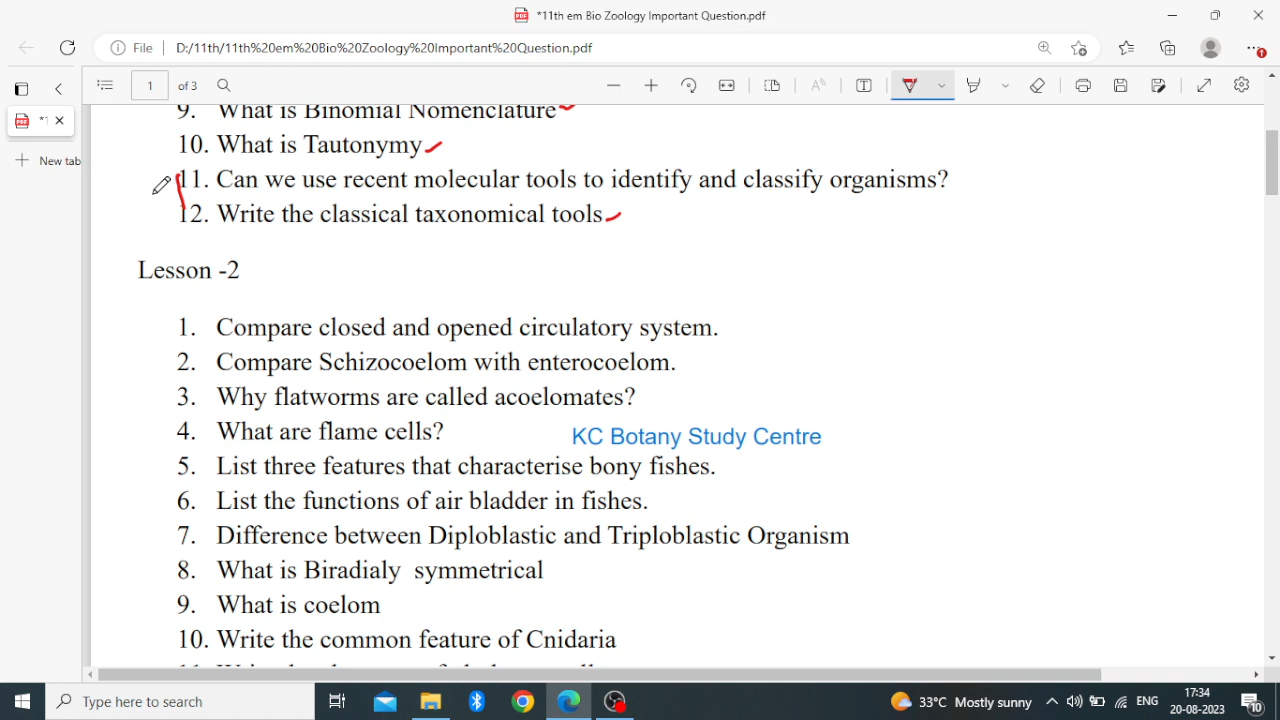 *11th em Bio Zoology Important Question.pdf
File
D:/11th/11th%20em%20Bio%20Zoology%20Important%20Question.pdf
1 of 3
New tab
9. What is Binomial Nomenclature
10. What is Tautonymy
11. Can we use recent molecular tools to identify and classify organisms?
12. Write the classical taxonomical tools
Lesson -2
1. Compare closed and opened circulatory system.
2. Compare Schizocoelom with enterocoelom.
3. Why flatworms are called acoelomates?
4. What are flame cells?
KC Botany Study Centre
5. List three features that characterise bony fishes.
6. List the functions of air bladder in fishes.
7. Difference between Diploblastic and Triploblastic Organism
8. What is Biradialy symmetrical
9. What is coelom
10. Write the common feature of Cnidaria
Type here to search
33°C Mostly sunny
ENG
17:34
20-08-2023
10